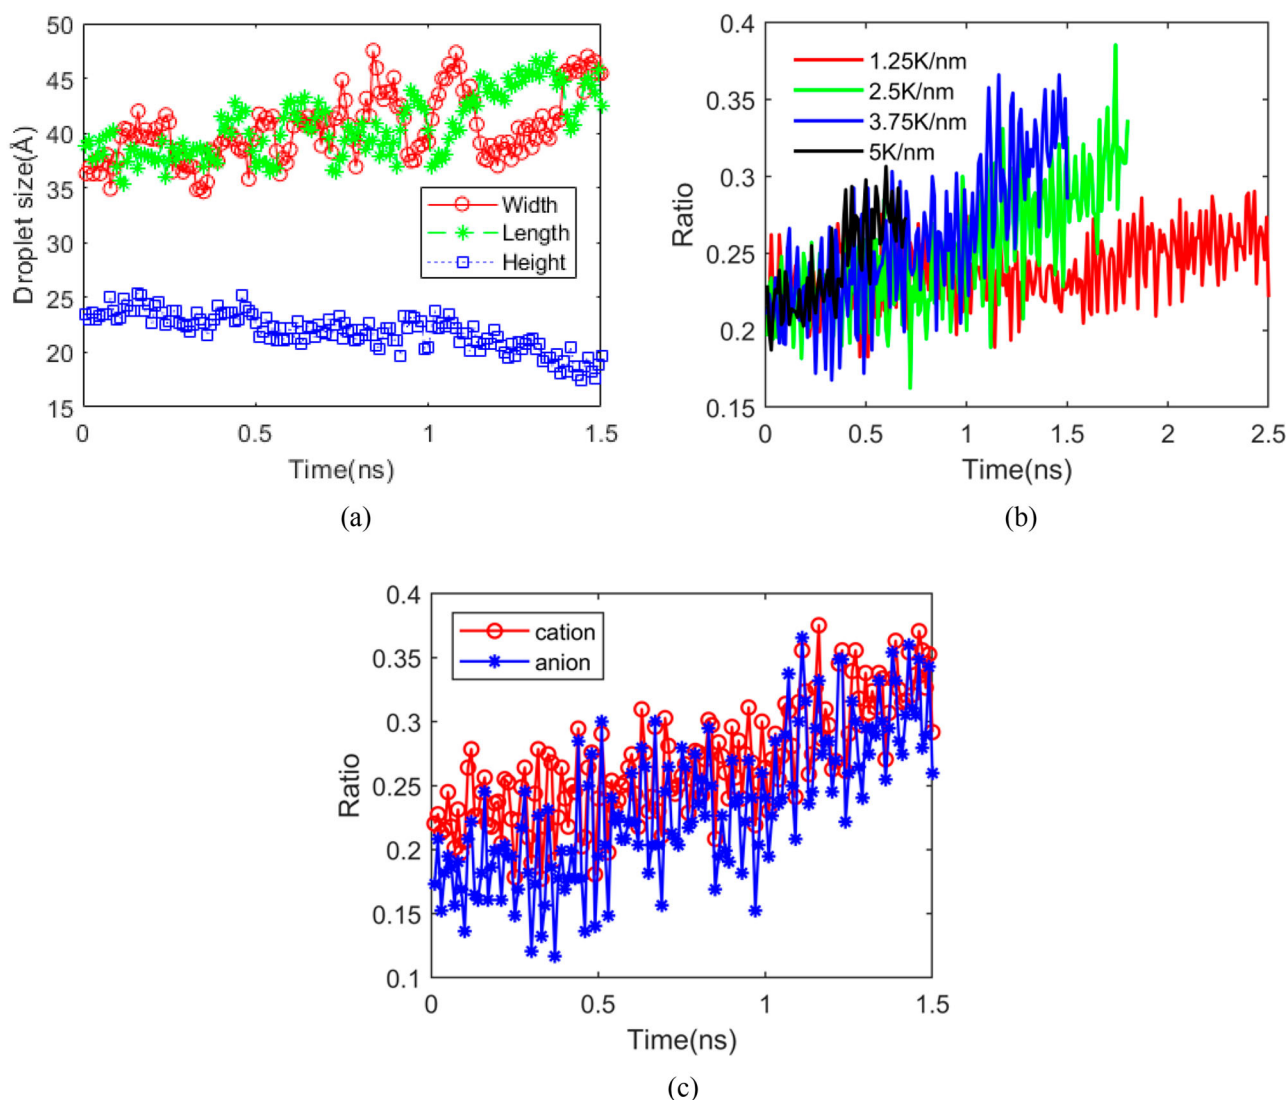 50
45
40
35
30
25
20
15
Droplet size(Å)
Width
Length
Height
0
0.5
1
1.5
Time(ns)
(a)
0.4
0.35
0.3
0.25
0.2
0.15
Ratio
1.25K/nm
2.5K/nm
3.75K/nm
5K/nm
0
0.5
1
1.5
2
2.5
Time(ns)
(b)
0.4
0.35
0.3
0.25
0.2
0.15
0.1
Ratio
cation
anion
0
0.5
1
1.5
Time(ns)
(c)